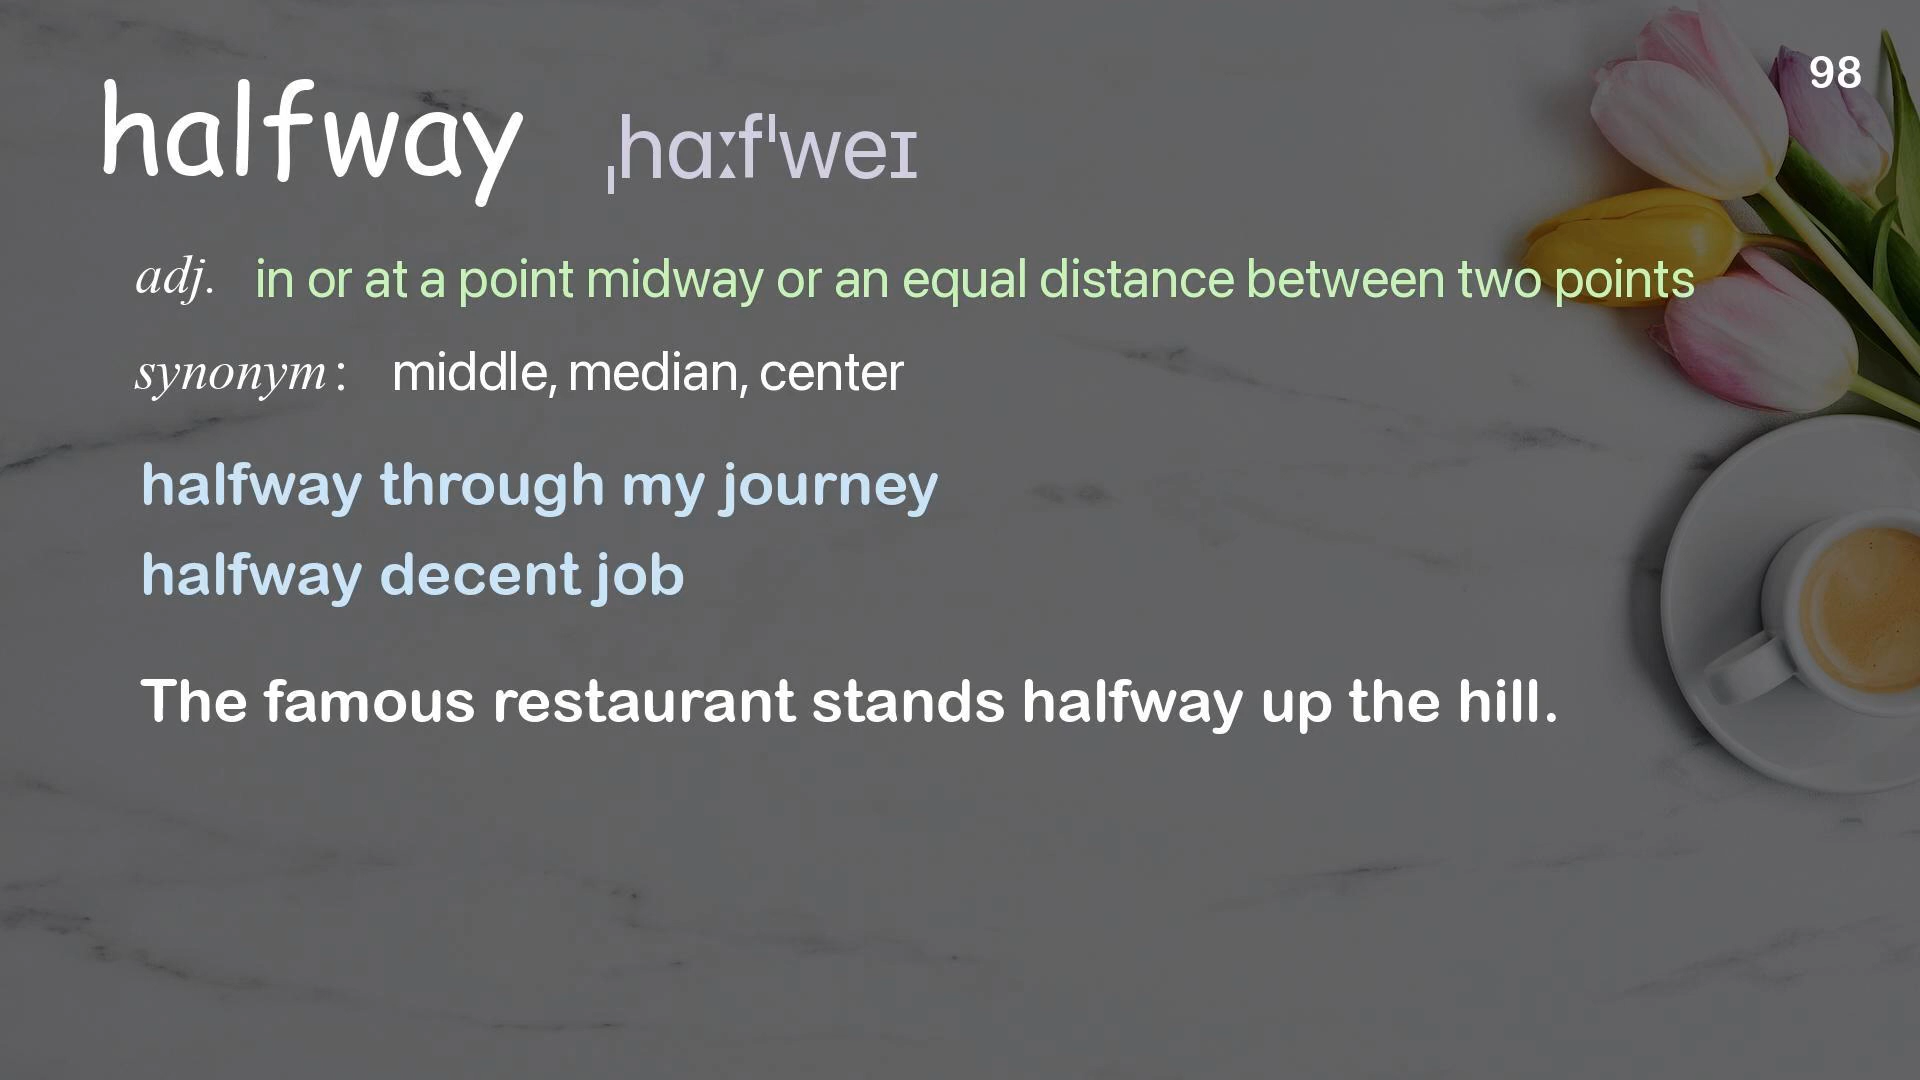 98
halfway ˌhɑːfˈweɪ
adj. in or at a point midway or an equal distance between two points
synonym : middle, median, center
halfway through my journey
halfway decent job
The famous restaurant stands halfway up the hill.